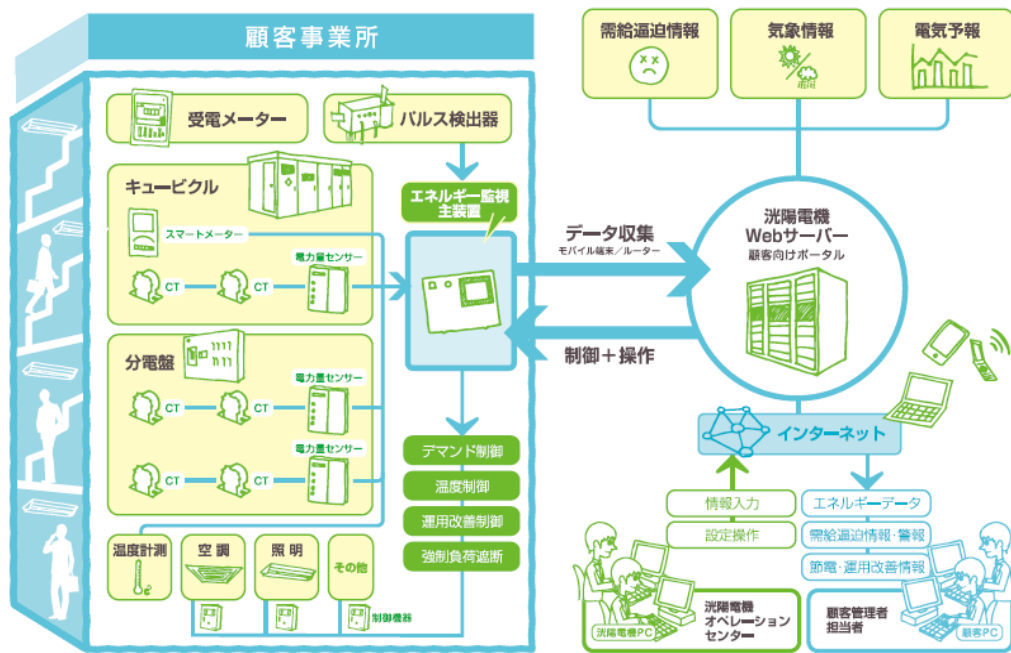 顧客事業所
受電メーター
パルス検出器
キュービクル
スマートメーター
電力量センサー
CT
CT
分電盤
電力量センサー
CT
CT
電力量センサー
CT
CT
温度計測
空調
照明
その他
制御機器
エネルギー監視
主装置
デマンド制御
温度制御
運用改善制御
強制負荷遮断
データ収集
モバイル端末/ルーター
制御+操作
需給逼迫情報
気象情報
電気予報
洸陽電機
Webサーバー
顧客向けポータル
インターネット
情報入力
設定操作
エネルギーデータ
需給逼迫情報・警報
節電・運用改善情報
洸陽電機PC
洸陽電機
オペレーション
センター
顧客管理者
担当者
顧客PC